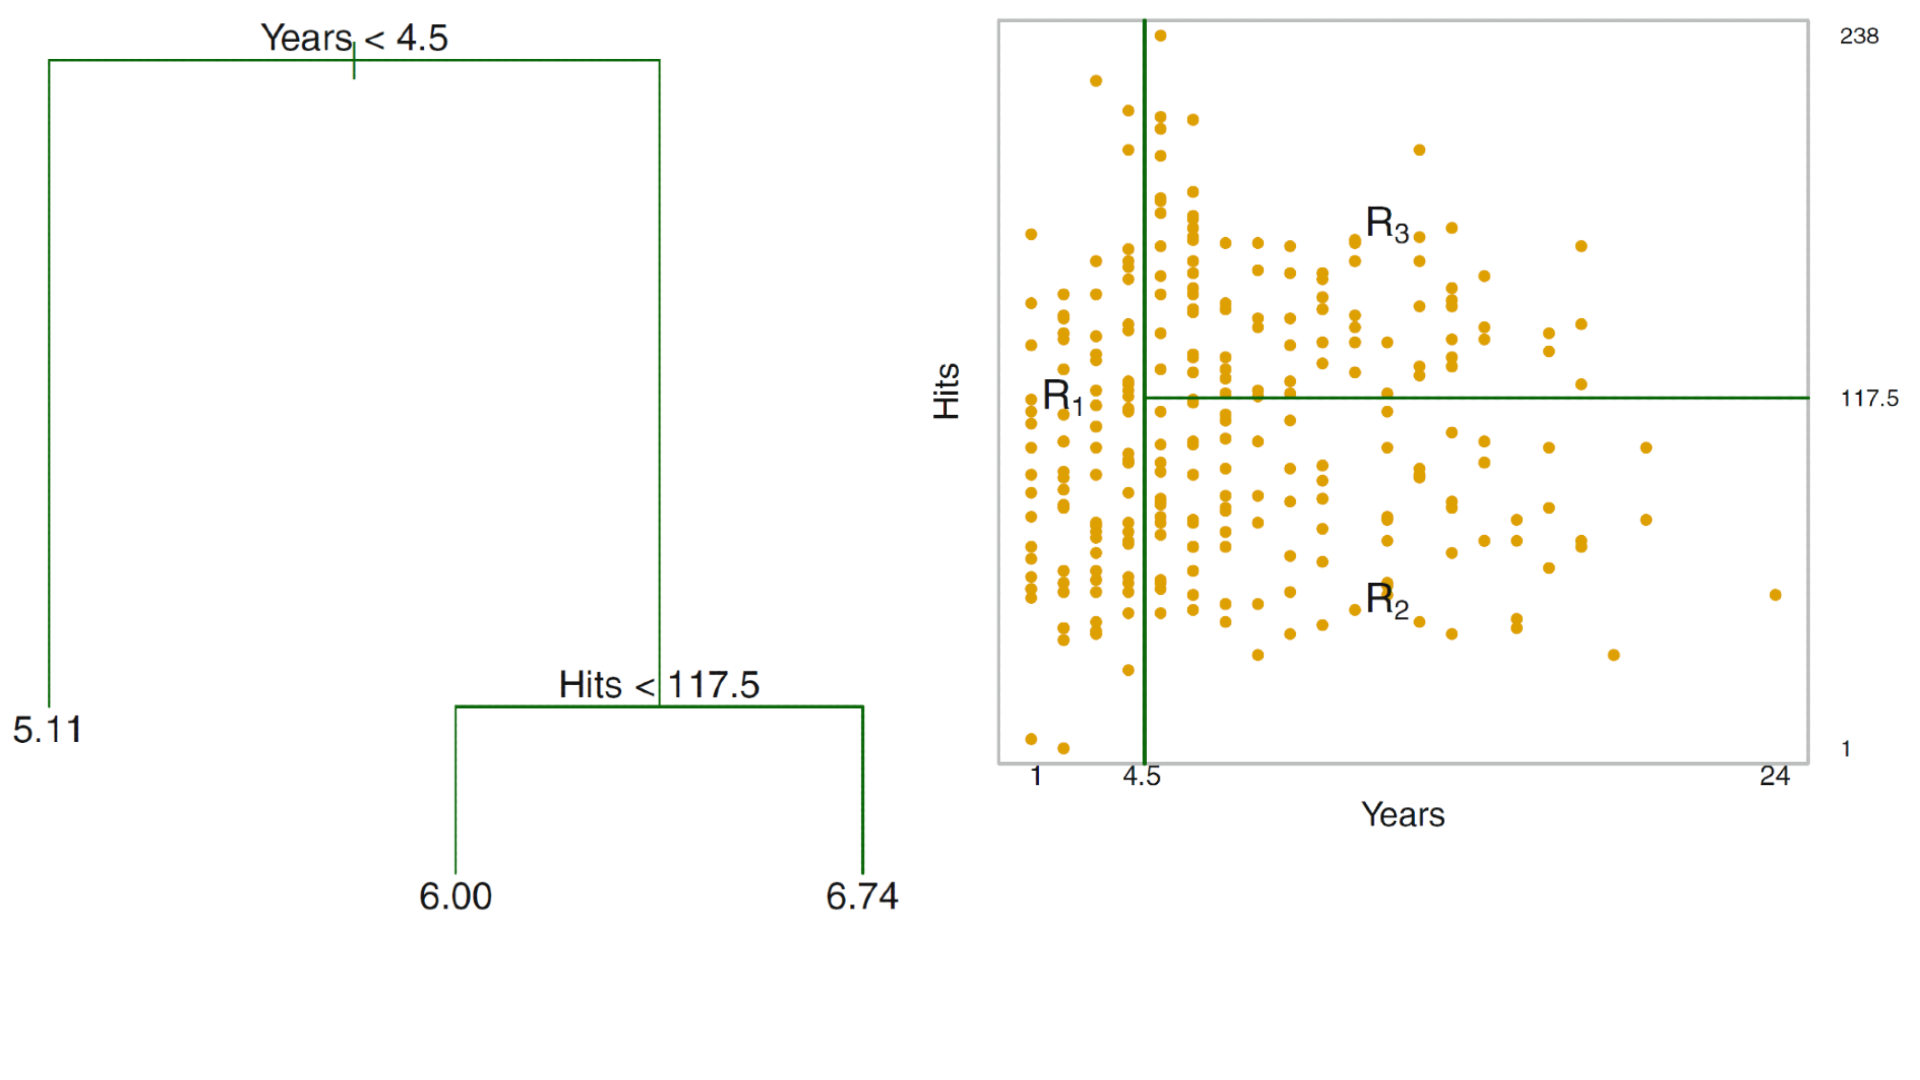 Years < 4.5
5.11
Hits < 117.5
6.00
6.74
Hits
238
R3
R1
117.5
R2
1
1
4.5
24
Years